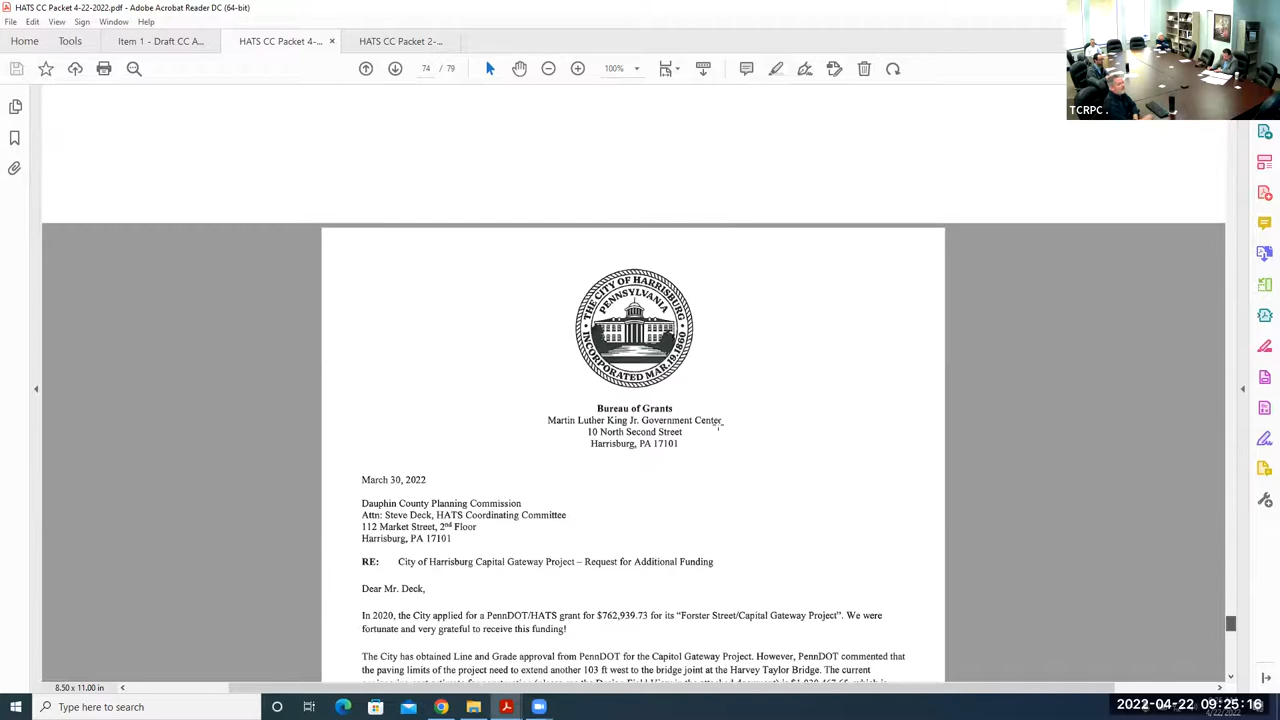 HATS CC Packet 4-22-2022.pdf - Adobe Acrobat Reader DC (64-bit)
File Edit View Sign Window Help
Home Tools Item 1 - Draft CC A... HATS CC Packet 4-... × HATS CC Packet 2-...
74 / 79 100%
TCRPC .
THE CITY OF HARRISBURG
PENNSYLVANIA
INCORPORATED MAR. 19, 1860
Bureau of Grants
Martin Luther King Jr. Government Center
10 North Second Street
Harrisburg, PA 17101
March 30, 2022
Dauphin County Planning Commission
Attn: Steve Deck, HATS Coordinating Committee
112 Market Street, 2nd Floor
Harrisburg, PA 17101
RE: City of Harrisburg Capital Gateway Project – Request for Additional Funding
Dear Mr. Deck,
In 2020, the City applied for a PennDOT/HATS grant for $762,939.73 for its “Forster Street/Capital Gateway Project”. We were
fortunate and very grateful to receive this funding!
The City has obtained Line and Grade approval from PennDOT for the Capitol Gateway Project. However, PennDOT commented that
the paving limits of the project need to extend another 103 ft west to the bridge joint at the Harvey Taylor Bridge. The current
8.50 x 11.00 in
Type here to search
2022-04-22 09:25:16